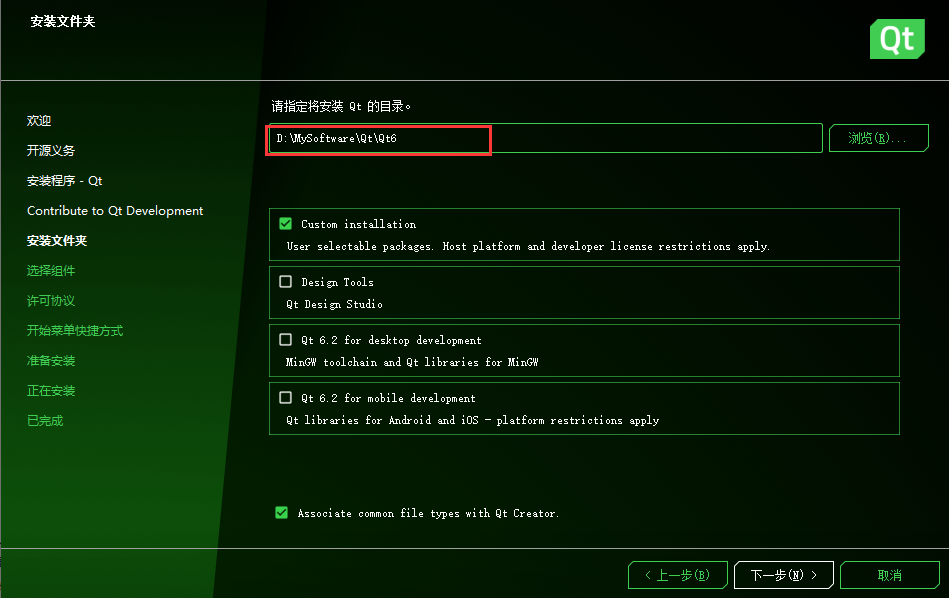 安装文件夹
Qt
欢迎
开源义务
安装程序 - Qt
Contribute to Qt Development
安装文件夹
选择组件
许可协议
开始菜单快捷方式
准备安装
正在安装
已完成
请指定将安装 Qt 的目录。
D:\MySoftware\Qt\Qt6
浏览(R)...
Custom installation
User selectable packages. Host platform and developer license restrictions apply.
Design Tools
Qt Design Studio
Qt 6.2 for desktop development
MinGW toolchain and Qt libraries for MinGW
Qt 6.2 for mobile development
Qt libraries for Android and iOS - platform restrictions apply
Associate common file types with Qt Creator.
< 上一步(B)
下一步(N) >
取消